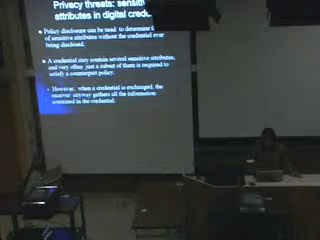 Privacy threats: sensiti
attributes in digital cred
Policy disclosure can be used to determine t
of sensitive attributes without the credential ever
being disclosed.
A credential may contain several sensitive attributes,
and very often just a subset of them is required to
satisfy a counterpart policy.
However, when a credential is exchanged, the
receiver anyway gathers all the information
contained in the credential.